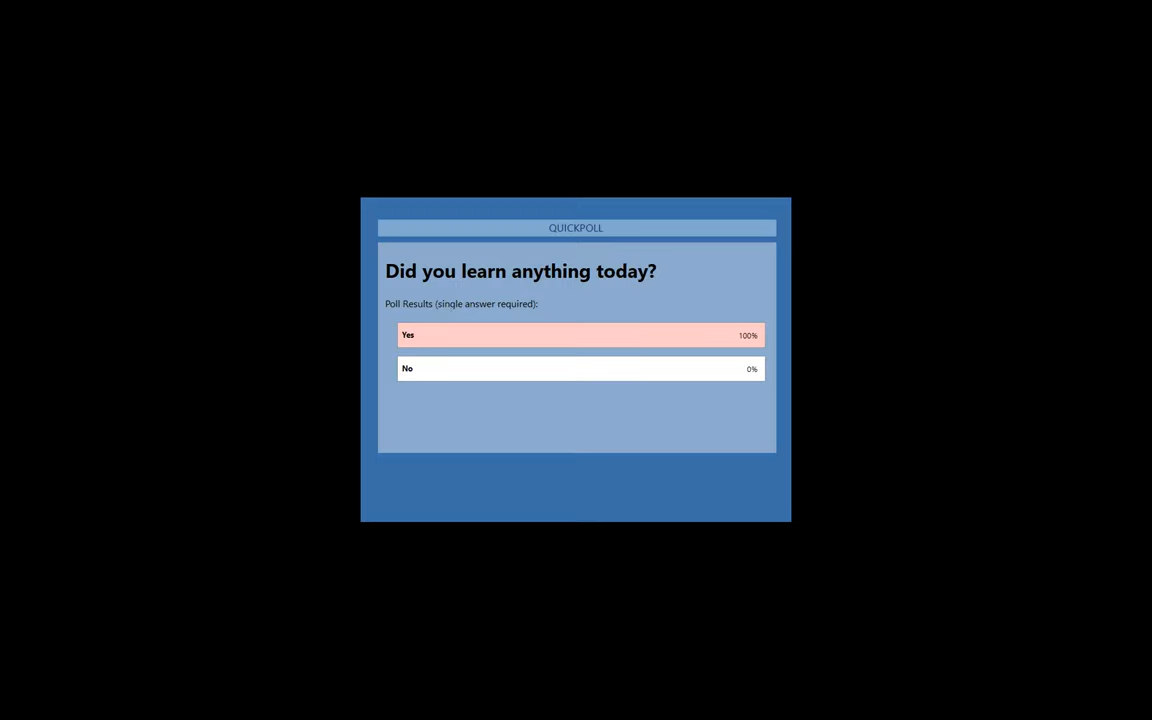 QUICKPOLL
Did you learn anything today?
Poll Results (single answer required):
Yes 100%
No 0%